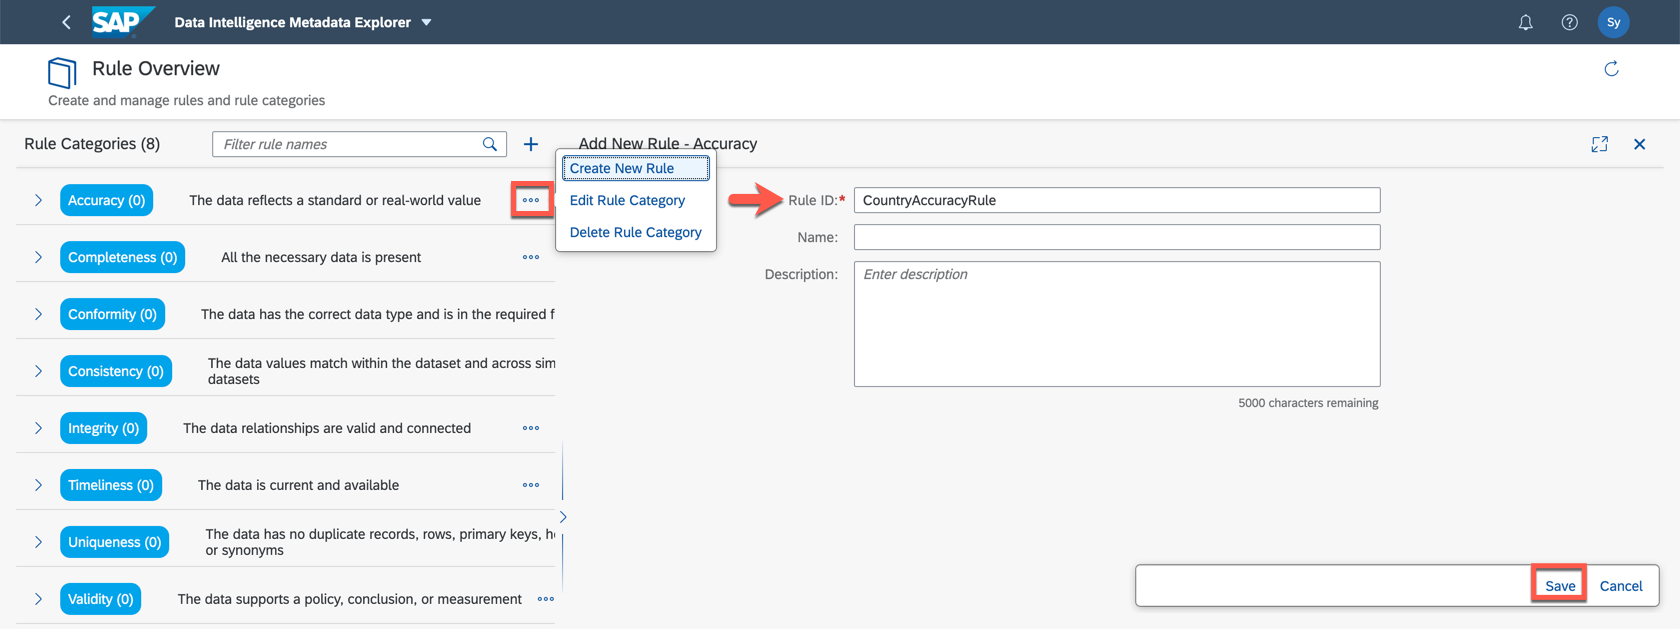 SAP Data Intelligence Metadata Explorer
Sy
Rule Overview
Create and manage rules and rule categories
Rule Categories (8)
Filter rule names
Add New Rule - Accuracy
Accuracy (0)
The data reflects a standard or real-world value
Create New Rule
Edit Rule Category
Delete Rule Category
Rule ID:*
CountryAccuracyRule
Name:
Description:
Enter description
5000 characters remaining
Completeness (0)
All the necessary data is present
Conformity (0)
The data has the correct data type and is in the required f
Consistency (0)
The data values match within the dataset and across sim
datasets
Integrity (0)
The data relationships are valid and connected
Timeliness (0)
The data is current and available
Uniqueness (0)
The data has no duplicate records, rows, primary keys, h
or synonyms
Validity (0)
The data supports a policy, conclusion, or measurement
Save
Cancel